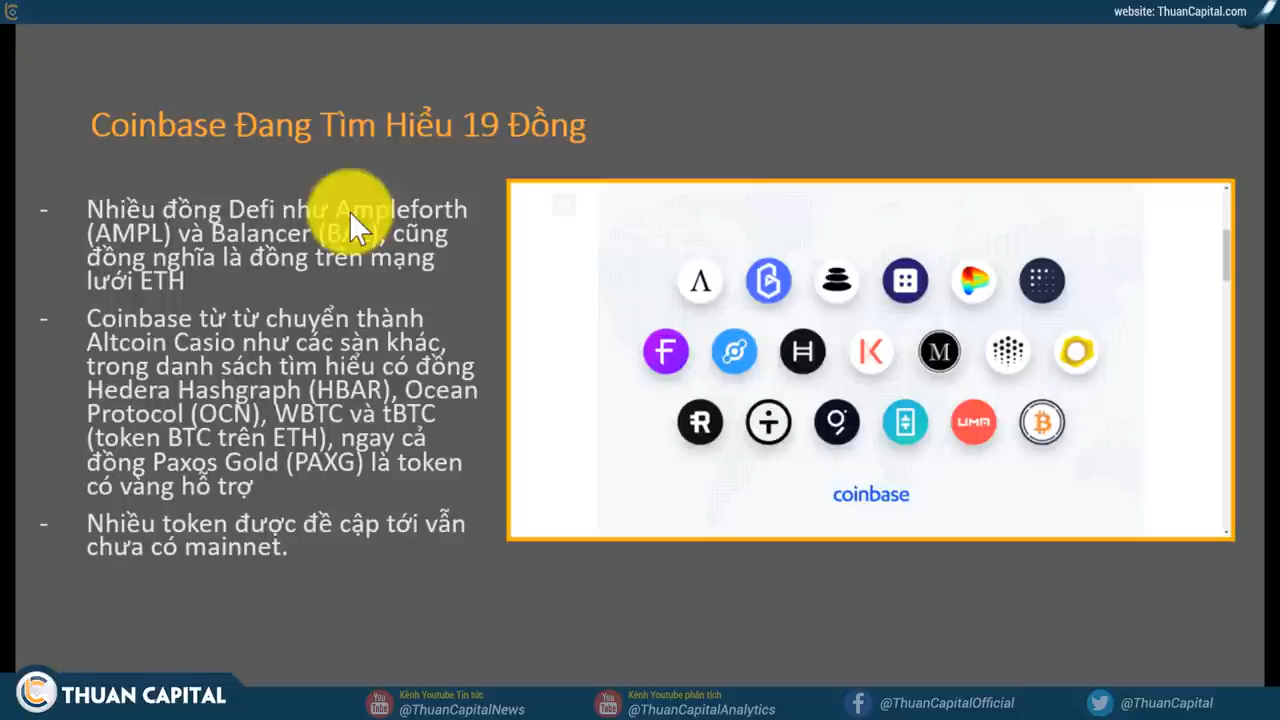 website: ThuanCapital.com
Coinbase Đang Tìm Hiểu 19 Đồng
- Nhiều đồng Defi như Ampleforth
(AMPL) và Balancer (BAL), cũng
đồng nghĩa là đồng trên mạng
lưới ETH
- Coinbase từ từ chuyển thành
Altcoin Casio như các sàn khác,
trong danh sách tìm hiểu có đồng
Hedera Hashgraph (HBAR), Ocean
Protocol (OCN), WBTC và tBTC
(token BTC trên ETH), ngay cả
đồng Paxos Gold (PAXG) là token
có vàng hỗ trợ
- Nhiều token được đề cập tới vẫn
chưa có mainnet.
UMA
coinbase
THUAN CAPITAL
You
Tube
Kênh Youtube Tin tức:
@ThuanCapitalNews
You
Tube
Kênh Youtube phân tích
@ThuanCapitalAnalytics
@ThuanCapitalOfficial
@ThuanCapital